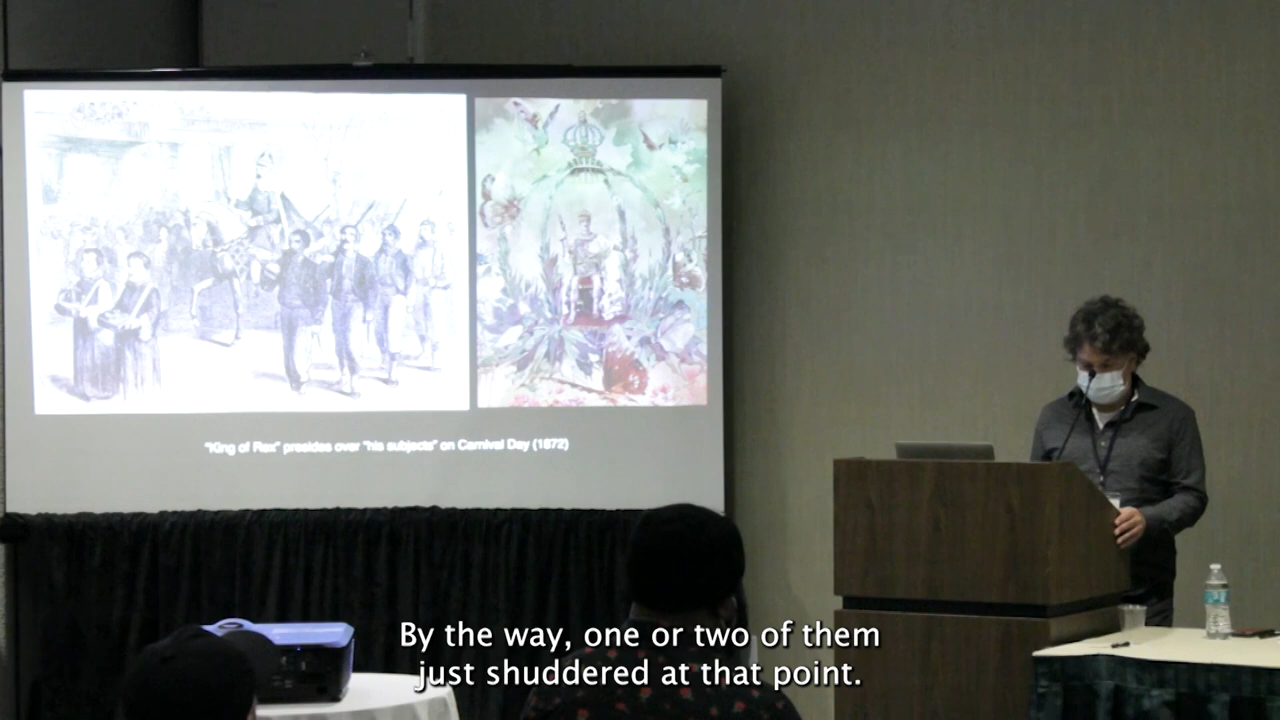 "King of Rex" presides over "his subjects" on Carnival Day (1872)
By the way, one or two of them
just shuddered at that point.